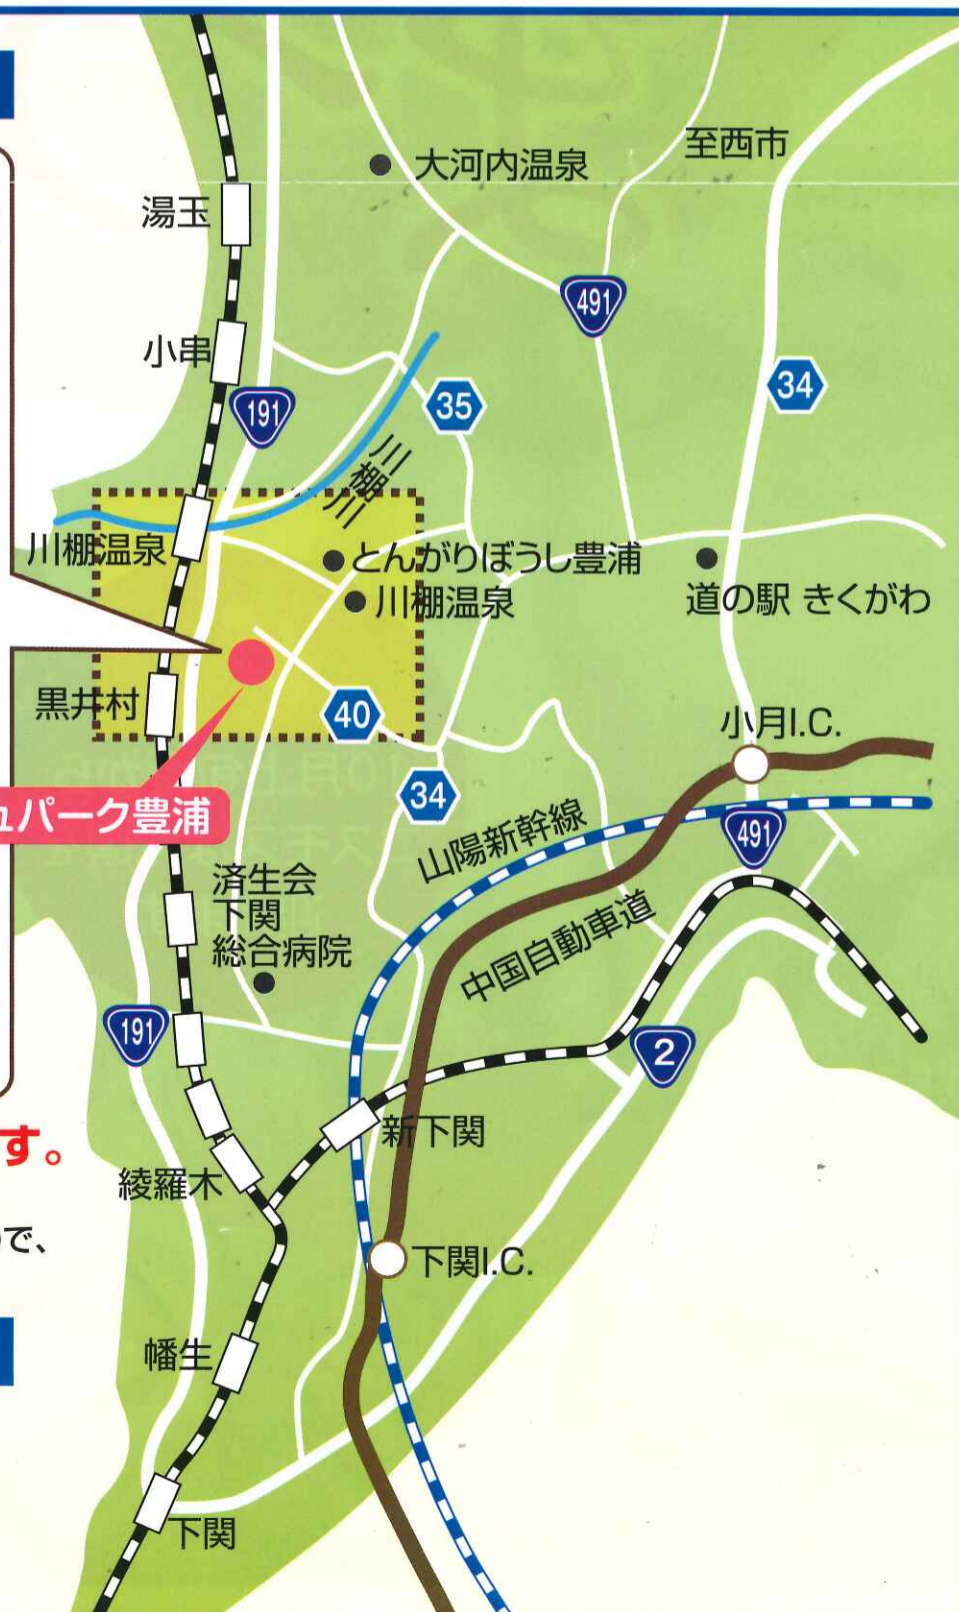 至西市
大河内温泉
湯玉
491
小串
34
35
191
川棚川
川棚温泉
とんがりぼうし豊浦
川棚温泉
道の駅 きくがわ
黒井村
40
小月I.C.
34
ュパーク豊浦
491
山陽新幹線
済生会
下関
総合病院
中国自動車道
191
2
新下関
す。
綾羅木
で、
下関I.C.
幡生
下関